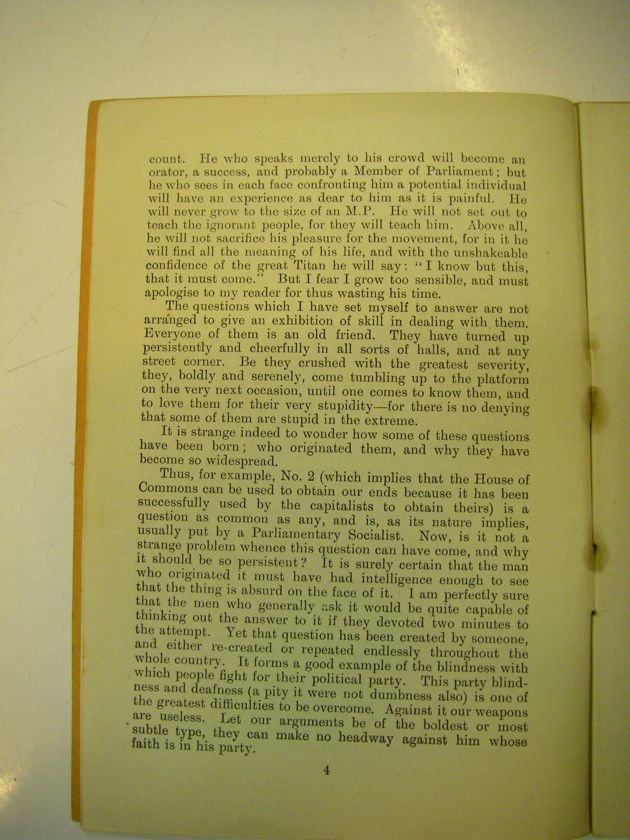 count. He who speaks merely to his crowd will become an
orator, a success, and probably a Member of Parliament; but
he who sees in each face confronting him a potential individual
will have an experience as dear to him as it is painful. He
will never grow to the size of an M.P. He will not set out to
teach the ignorant people, for they will teach him. Above all,
he will not sacrifice his pleasure for the movement, for in it he
will find all the meaning of his life, and with the unshakeable
confidence of the great Titan he will say: “I know but this,
that it must come.” But I fear I grow too sensible, and must
apologise to my reader for thus wasting his time.
The questions which I have set myself to answer are not
arranged to give an exhibition of skill in dealing with them.
Everyone of them is an old friend. They have turned up
persistently and cheerfully in all sorts of halls, and at any
street corner. Be they crushed with the greatest severity,
they, boldly and serenely, come tumbling up to the platform
on the very next occasion, until one comes to know them, and
to love them for their very stupidity—for there is no denying
that some of them are stupid in the extreme.
It is strange indeed to wonder how some of these questions
have been born; who originated them, and why they have
become so widespread.
Thus, for example, No. 2 (which implies that the House of
Commons can be used to obtain our ends because it has been
successfully used by the capitalists to obtain theirs) is a
question as common as any, and is, as its nature implies,
usually put by a Parliamentary Socialist. Now, is it not a
strange problem whence this question can have come, and why
it should be so persistent? It is surely certain that the man
who originated it must have had intelligence enough to see
that the thing is absurd on the face of it. I am perfectly sure
that the men who generally ask it would be quite capable of
thinking out the answer to it if they devoted two minutes to
the attempt. Yet that question has been created by someone,
and either re-created or repeated endlessly throughout the
whole country. It forms a good example of the blindness with
which people fight for their political party. This party blind-
ness and deafness (a pity it were not dumbness also) is one of
the greatest difficulties to be overcome. Against it our weapons
are useless. Let our arguments be of the boldest or most
subtle type, they can make no headway against him whose
faith is in his party.
4